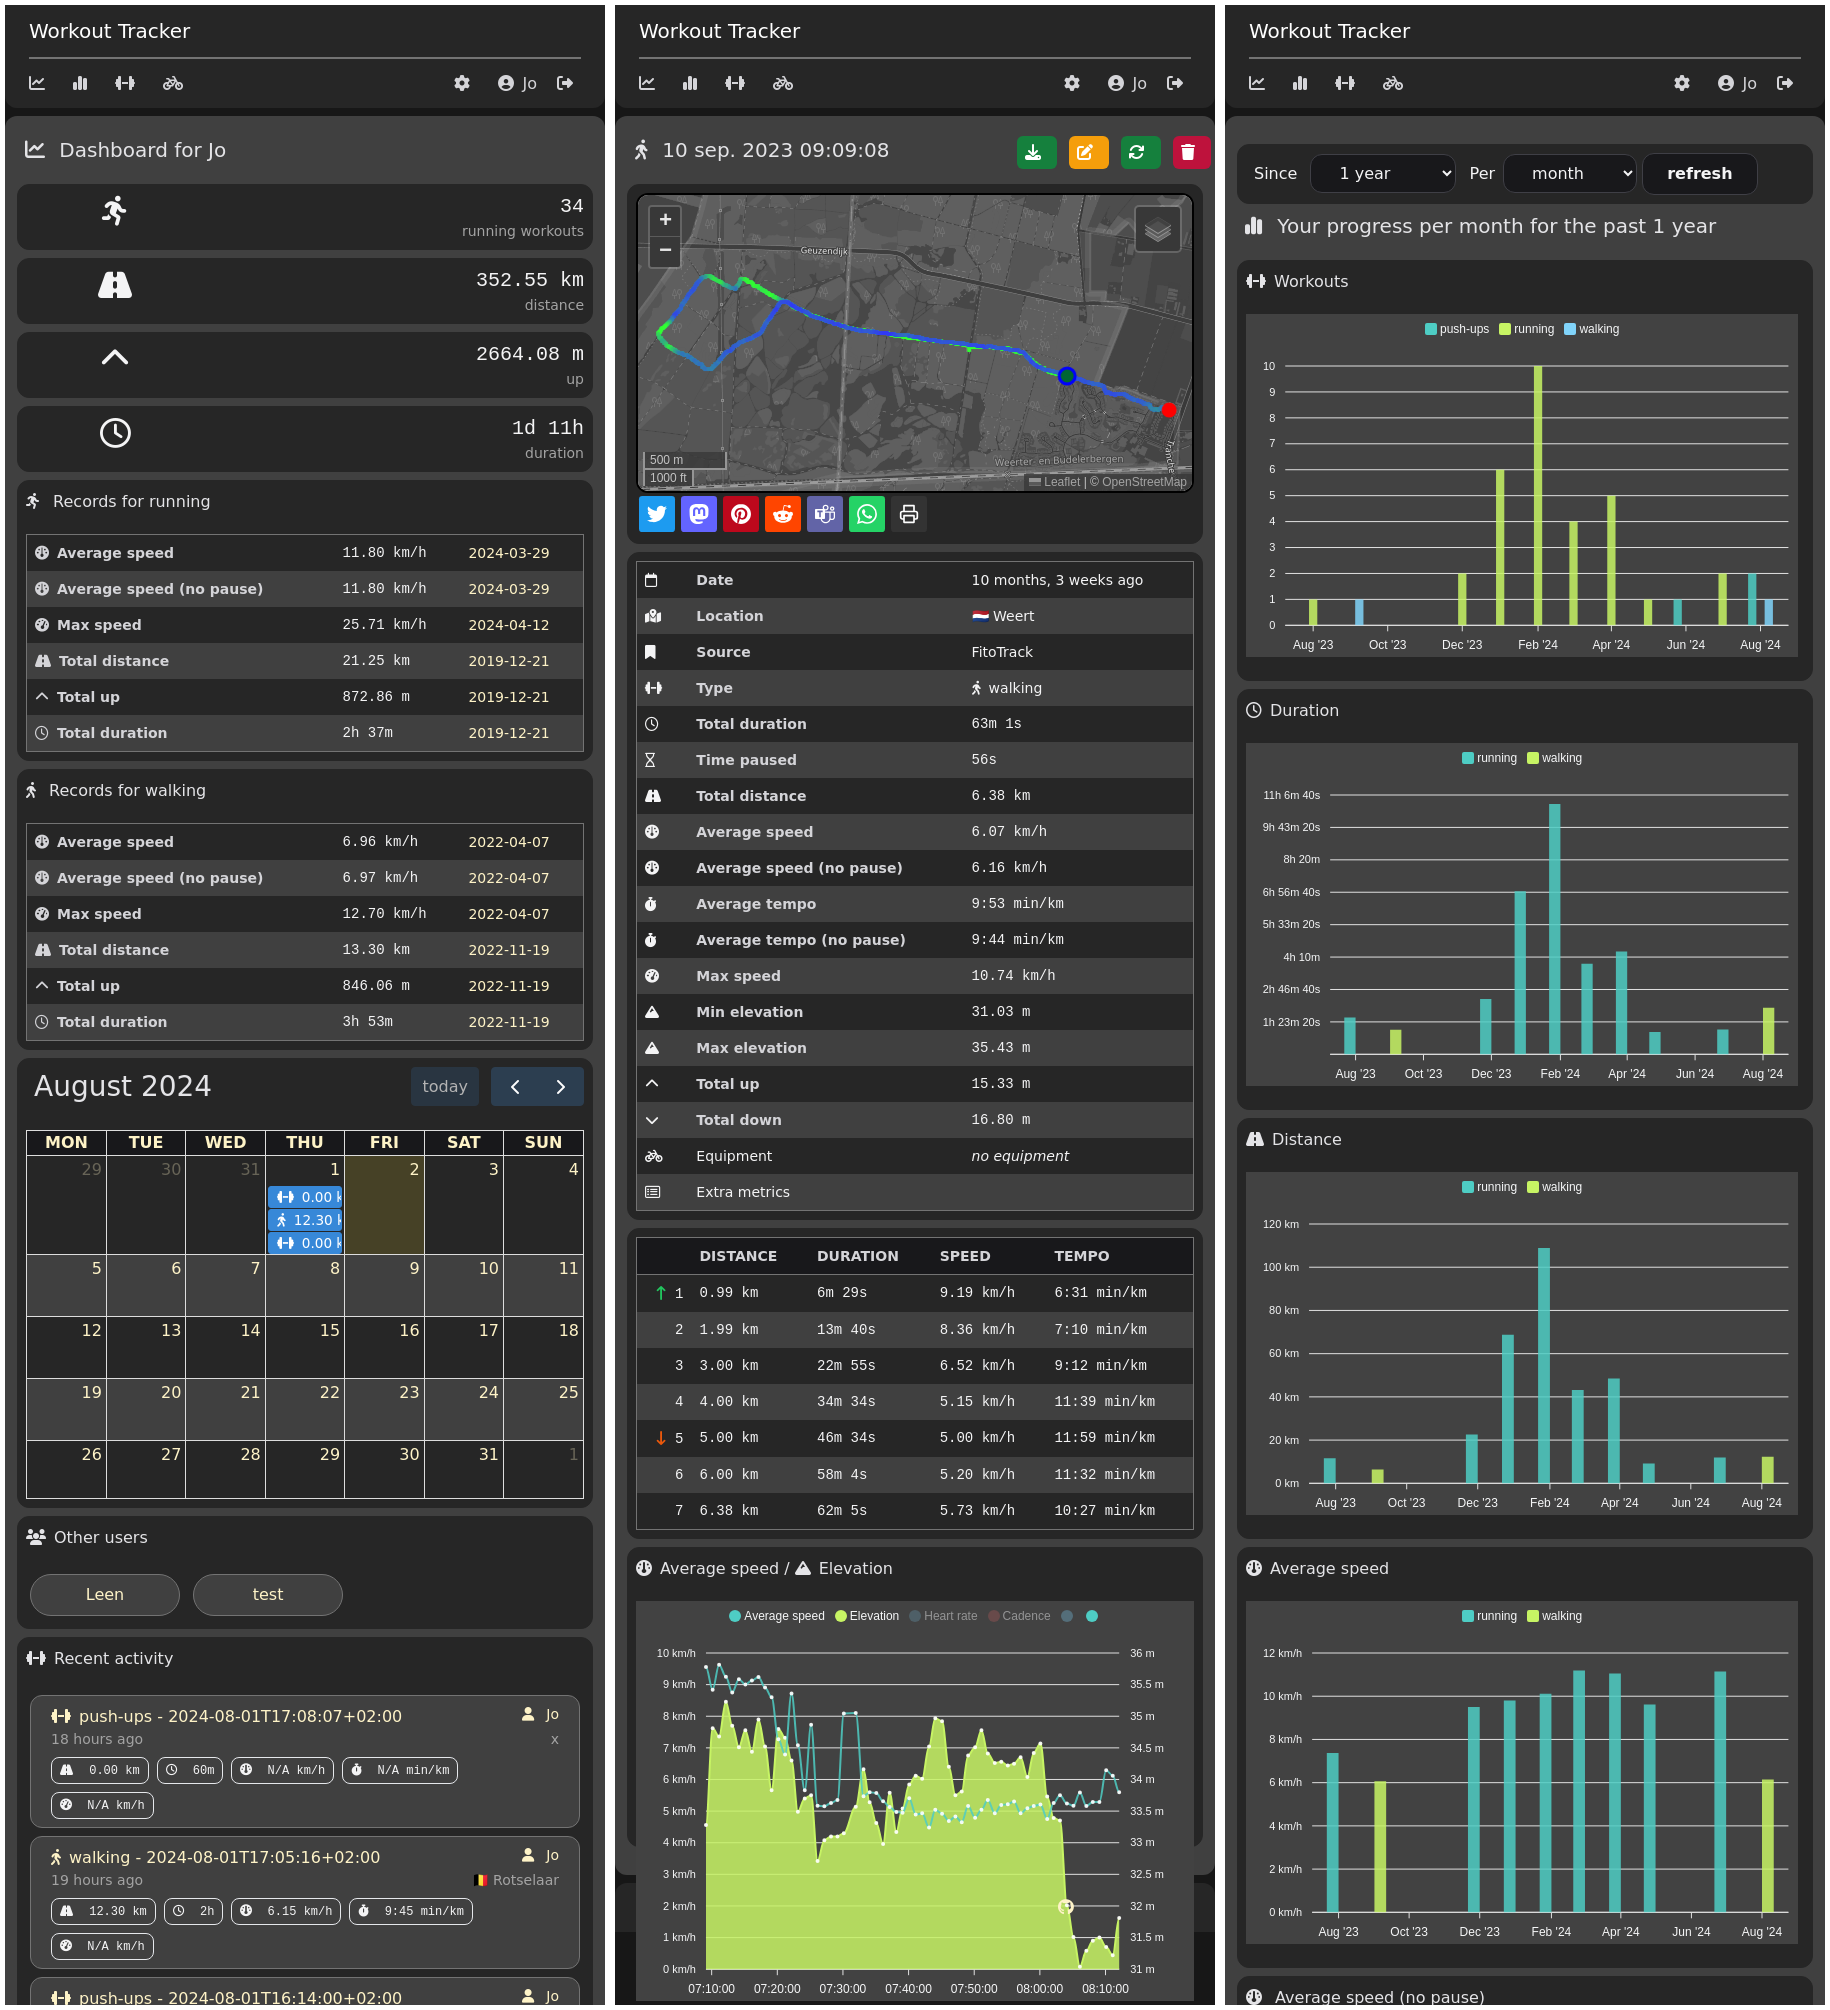 Workout Tracker
Jo
Dashboard for Jo
34
running workouts
352.55 km
distance
2664.08 m
up
1d 11h
duration
Records for running
Average speed 11.80 km/h 2024-03-29
Average speed (no pause) 11.80 km/h 2024-03-29
Max speed 25.71 km/h 2024-04-12
Total distance 21.25 km 2019-12-21
Total up 872.86 m 2019-12-21
Total duration 2h 37m 2019-12-21
Records for walking
Average speed 6.96 km/h 2022-04-07
Average speed (no pause) 6.97 km/h 2022-04-07
Max speed 12.70 km/h 2022-04-07
Total distance 13.30 km 2022-11-19
Total up 846.06 m 2022-11-19
Total duration 3h 53m 2022-11-19
August 2024 today
MON TUE WED THU FRI SAT SUN
29 30 31 1 2 3 4
0.00 k
12.30 k
0.00 k
5 6 7 8 9 10 11
12 13 14 15 16 17 18
19 20 21 22 23 24 25
26 27 28 29 30 31 1
Other users
Leen test
Recent activity
push-ups - 2024-08-01T17:08:07+02:00 Jo
18 hours ago x
0.00 km 60m N/A km/h N/A min/km
N/A km/h
walking - 2024-08-01T17:05:16+02:00 Jo
19 hours ago Rotselaar
12.30 km 2h 6.15 km/h 9:45 min/km
N/A km/h
push-ups - 2024-08-01T16:14:00+02:00 Jo
Workout Tracker
Jo
10 sep. 2023 09:09:08
+
−
Geuzendijk
Weerter- en Budelerbergen
Tranche
500 m
1000 ft
Leaflet | © OpenStreetMap
Date 10 months, 3 weeks ago
Location Weert
Source FitoTrack
Type walking
Total duration 63m 1s
Time paused 56s
Total distance 6.38 km
Average speed 6.07 km/h
Average speed (no pause) 6.16 km/h
Average tempo 9:53 min/km
Average tempo (no pause) 9:44 min/km
Max speed 10.74 km/h
Min elevation 31.03 m
Max elevation 35.43 m
Total up 15.33 m
Total down 16.80 m
Equipment no equipment
Extra metrics
DISTANCE DURATION SPEED TEMPO
1 0.99 km 6m 29s 9.19 km/h 6:31 min/km
2 1.99 km 13m 40s 8.36 km/h 7:10 min/km
3 3.00 km 22m 55s 6.52 km/h 9:12 min/km
4 4.00 km 34m 34s 5.15 km/h 11:39 min/km
5 5.00 km 46m 34s 5.00 km/h 11:59 min/km
6 6.00 km 58m 4s 5.20 km/h 11:32 min/km
7 6.38 km 62m 5s 5.73 km/h 10:27 min/km
Average speed / Elevation
Average speed Elevation Heart rate Cadence
10 km/h 36 m
9 km/h 35.5 m
8 km/h 35 m
7 km/h 34.5 m
6 km/h 34 m
5 km/h 33.5 m
4 km/h 33 m
3 km/h 32.5 m
2 km/h 32 m
1 km/h 31.5 m
0 km/h 31 m
07:10:00 07:20:00 07:30:00 07:40:00 07:50:00 08:00:00 08:10:00
Workout Tracker
Jo
Since 1 year Per month refresh
Your progress per month for the past 1 year
Workouts
push-ups running walking
10
9
8
7
6
5
4
3
2
1
0
Aug '23 Oct '23 Dec '23 Feb '24 Apr '24 Jun '24 Aug '24
Duration
running walking
11h 6m 40s
9h 43m 20s
8h 20m
6h 56m 40s
5h 33m 20s
4h 10m
2h 46m 40s
1h 23m 20s
Aug '23 Oct '23 Dec '23 Feb '24 Apr '24 Jun '24 Aug '24
Distance
running walking
120 km
100 km
80 km
60 km
40 km
20 km
0 km
Aug '23 Oct '23 Dec '23 Feb '24 Apr '24 Jun '24 Aug '24
Average speed
running walking
12 km/h
10 km/h
8 km/h
6 km/h
4 km/h
2 km/h
0 km/h
Aug '23 Oct '23 Dec '23 Feb '24 Apr '24 Jun '24 Aug '24
Average speed (no pause)